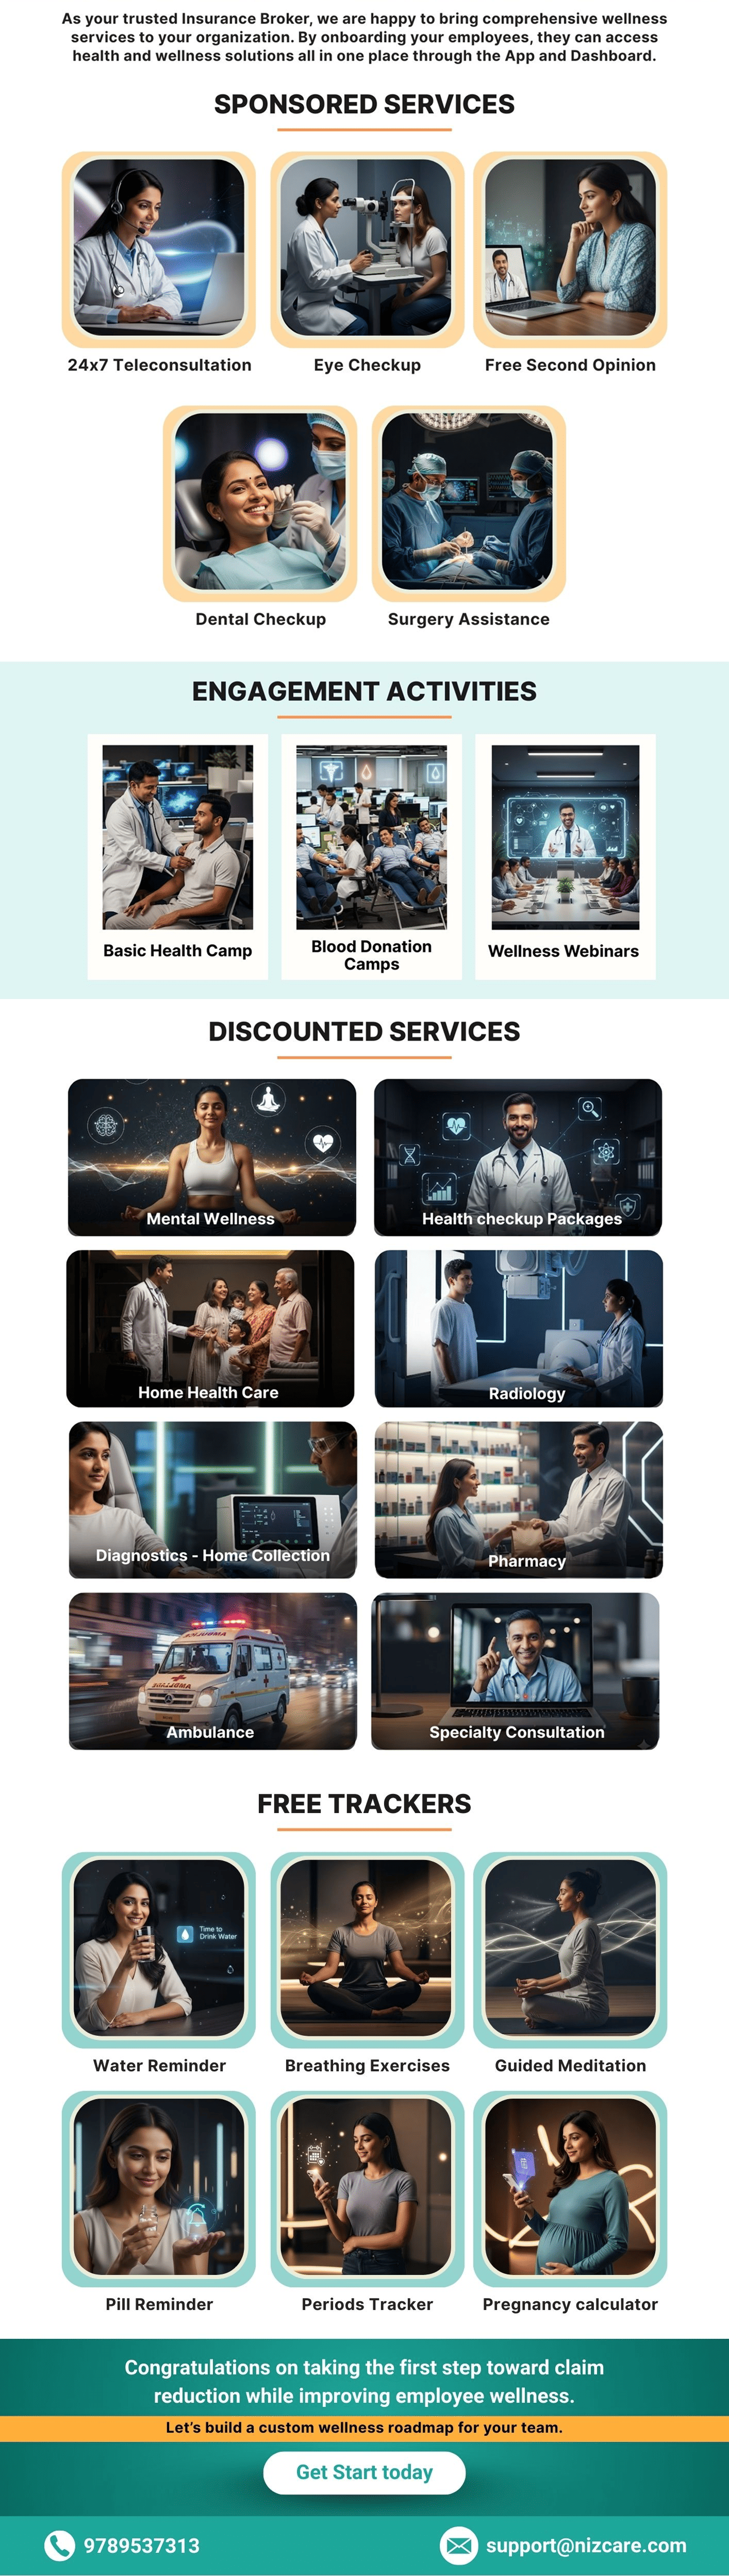 As your trusted Insurance Broker, we are happy to bring comprehensive wellness
services to your organization. By onboarding your employees, they can access
health and wellness solutions all in one place through the App and Dashboard.
SPONSORED SERVICES
24x7 Teleconsultation
Eye Checkup
Free Second Opinion
Dental Checkup
Surgery Assistance
ENGAGEMENT ACTIVITIES
Basic Health Camp
Blood Donation
Camps
Wellness Webinars
DISCOUNTED SERVICES
Mental Wellness
Health checkup Packages
Home Health Care
Radiology
Diagnostics - Home Collection
Pharmacy
Ambulance
Specialty Consultation
FREE TRACKERS
Time to
Drink Water
Water Reminder
Breathing Exercises
Guided Meditation
Pill Reminder
Periods Tracker
Pregnancy calculator
Congratulations on taking the first step toward claim
reduction while improving employee wellness.
Let's build a custom wellness roadmap for your team.
Get Start today
9789537313
support@nizcare.com